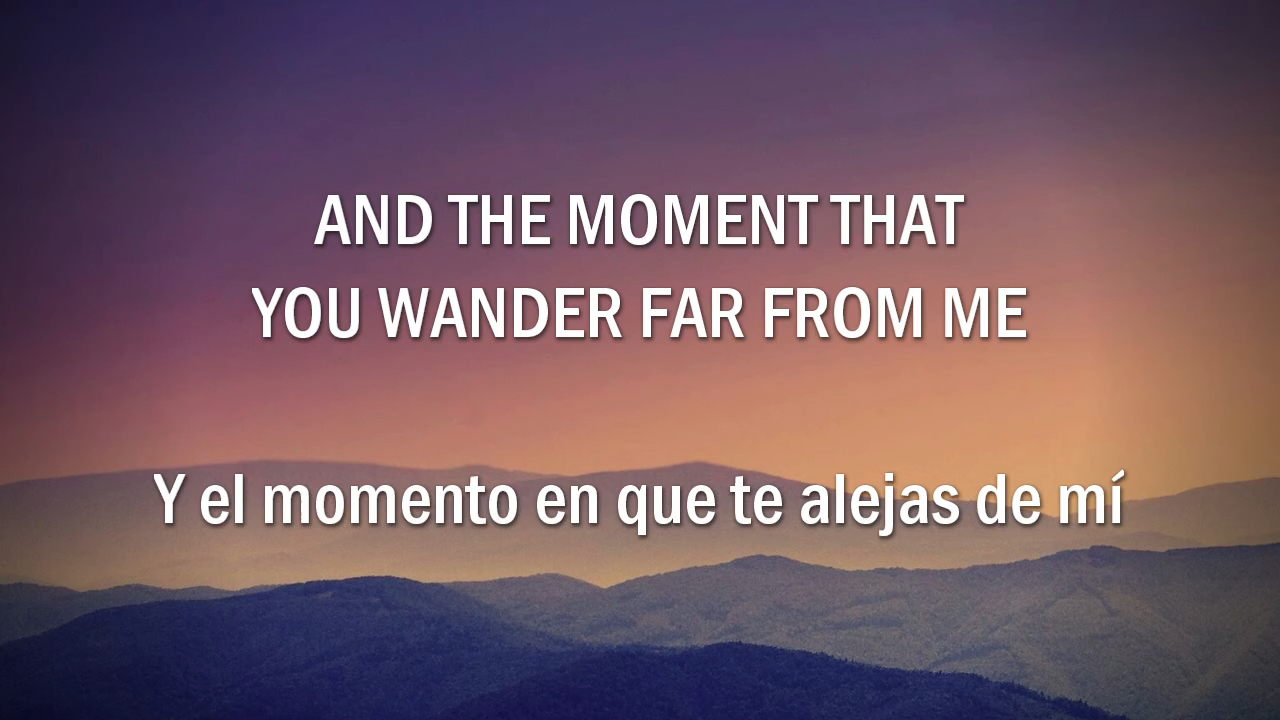 AND THE MOMENT THAT
YOU WANDER FAR FROM ME
Y el momento en que te alejas de mí